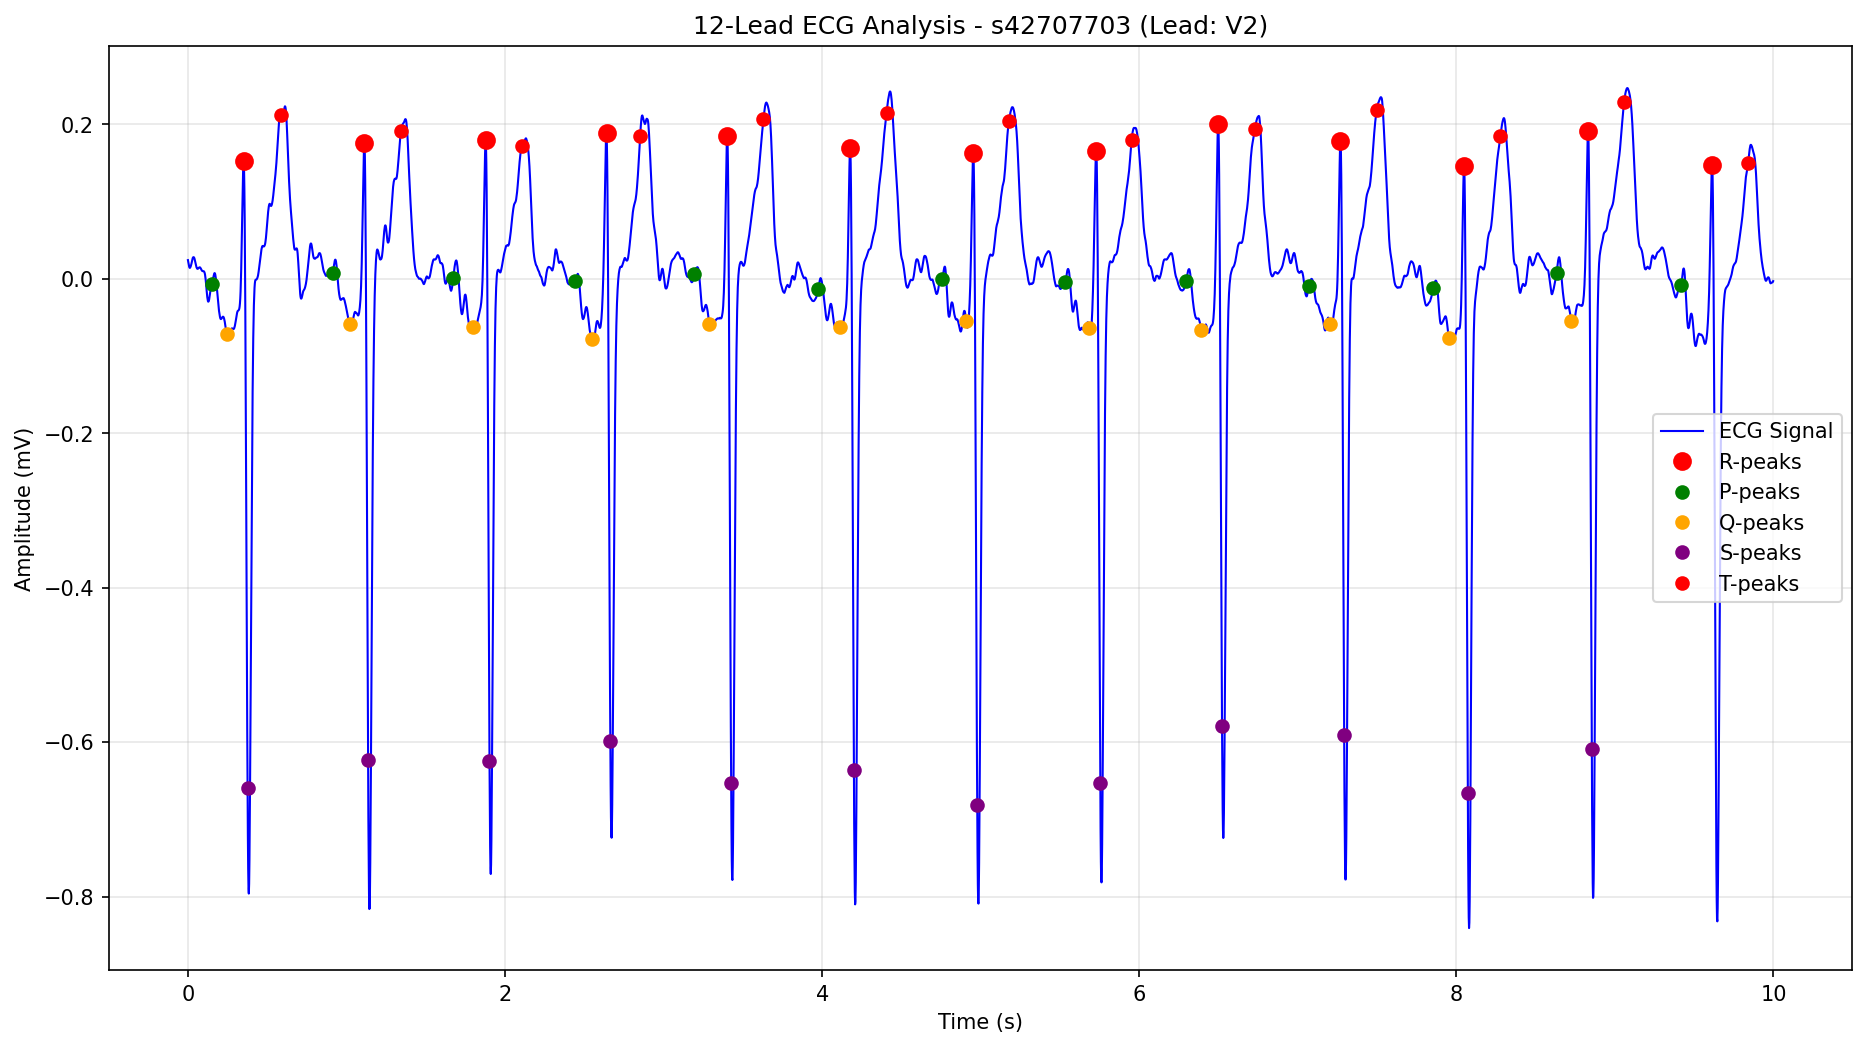 12-Lead ECG Analysis - s42707703 (Lead: V2)
Amplitude (mV)
0.2
0.0
−0.2
−0.4
−0.6
−0.8
ECG Signal
R-peaks
P-peaks
Q-peaks
S-peaks
T-peaks
0 2 4 6 8 10
Time (s)